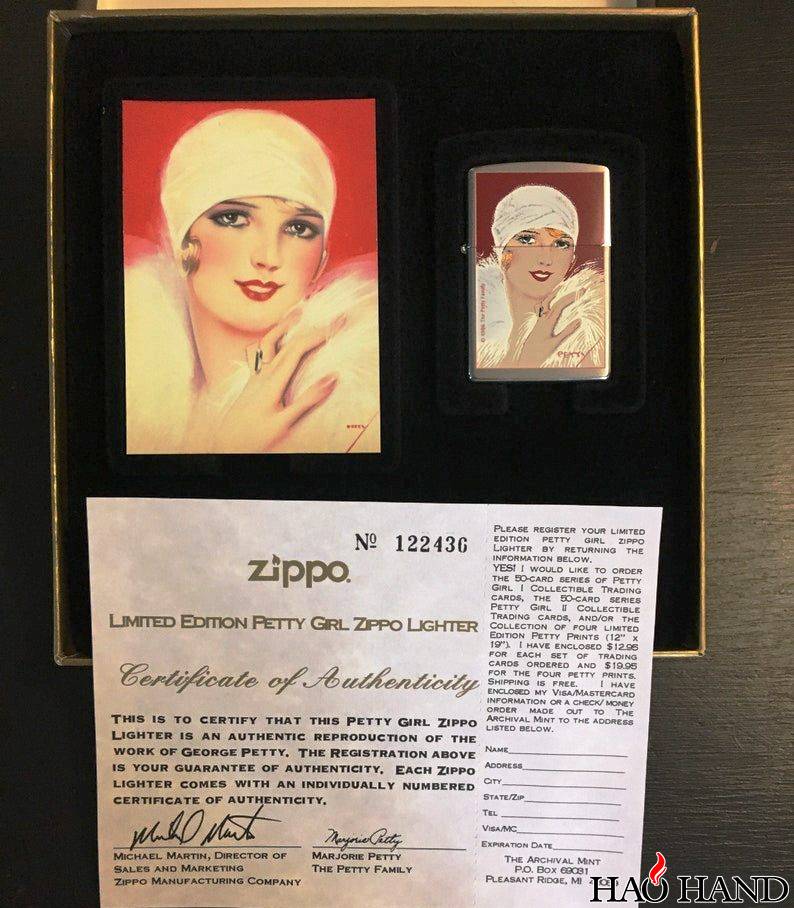 © 1996 The Petty Family
PETTY
Nº 122436
zippo.
LIMITED EDITION PETTY GIRL ZIPPO LIGHTER
Certificate of Authenticity
THIS IS TO CERTIFY THAT THIS PETTY GIRL ZIPPO
LIGHTER IS AN AUTHENTIC REPRODUCTION OF THE
WORK OF GEORGE PETTY. THE REGISTRATION ABOVE
IS YOUR GUARANTEE OF AUTHENTICITY. EACH ZIPPO
LIGHTER COMES WITH AN INDIVIDUALLY NUMBERED
CERTIFICATE OF AUTHENTICITY.
Michael Martin
MICHAEL MARTIN, DIRECTOR OF
SALES AND MARKETING
ZIPPO MANUFACTURING COMPANY
Marjorie Petty
MARJORIE PETTY
THE PETTY FAMILY
PLEASE REGISTER YOUR LIMITED
EDITION PETTY GIRL ZIPPO
LIGHTER BY RETURNING THE
INFORMATION BELOW.
YES! I WOULD LIKE TO ORDER
THE 50-CARD SERIES OF PETTY
GIRL I COLLECTIBLE TRADING
CARDS, THE 50-CARD SERIES
PETTY GIRL II COLLECTIBLE
TRADING CARDS, AND/OR THE
COLLECTION OF FOUR LIMITED
EDITION PETTY PRINTS (12" X
19"). I HAVE ENCLOSED $12.95
FOR EACH SET OF TRADING
CARDS ORDERED AND $19.95
FOR THE FOUR PETTY PRINTS.
SHIPPING IS FREE. I HAVE
ENCLOSED MY VISA/MASTERCARD
INFORMATION OR A CHECK/MONEY
ORDER MADE OUT TO THE
ARCHIVAL MINT TO THE ADDRESS
LISTED BELOW.
NAME
ADDRESS
CITY
STATE/ZIP
TEL
VISA/MC
EXPIRATION DATE
THE ARCHIVAL MINT
P.O. BOX 69031
PLEASANT RIDGE, MI
HAO HAND